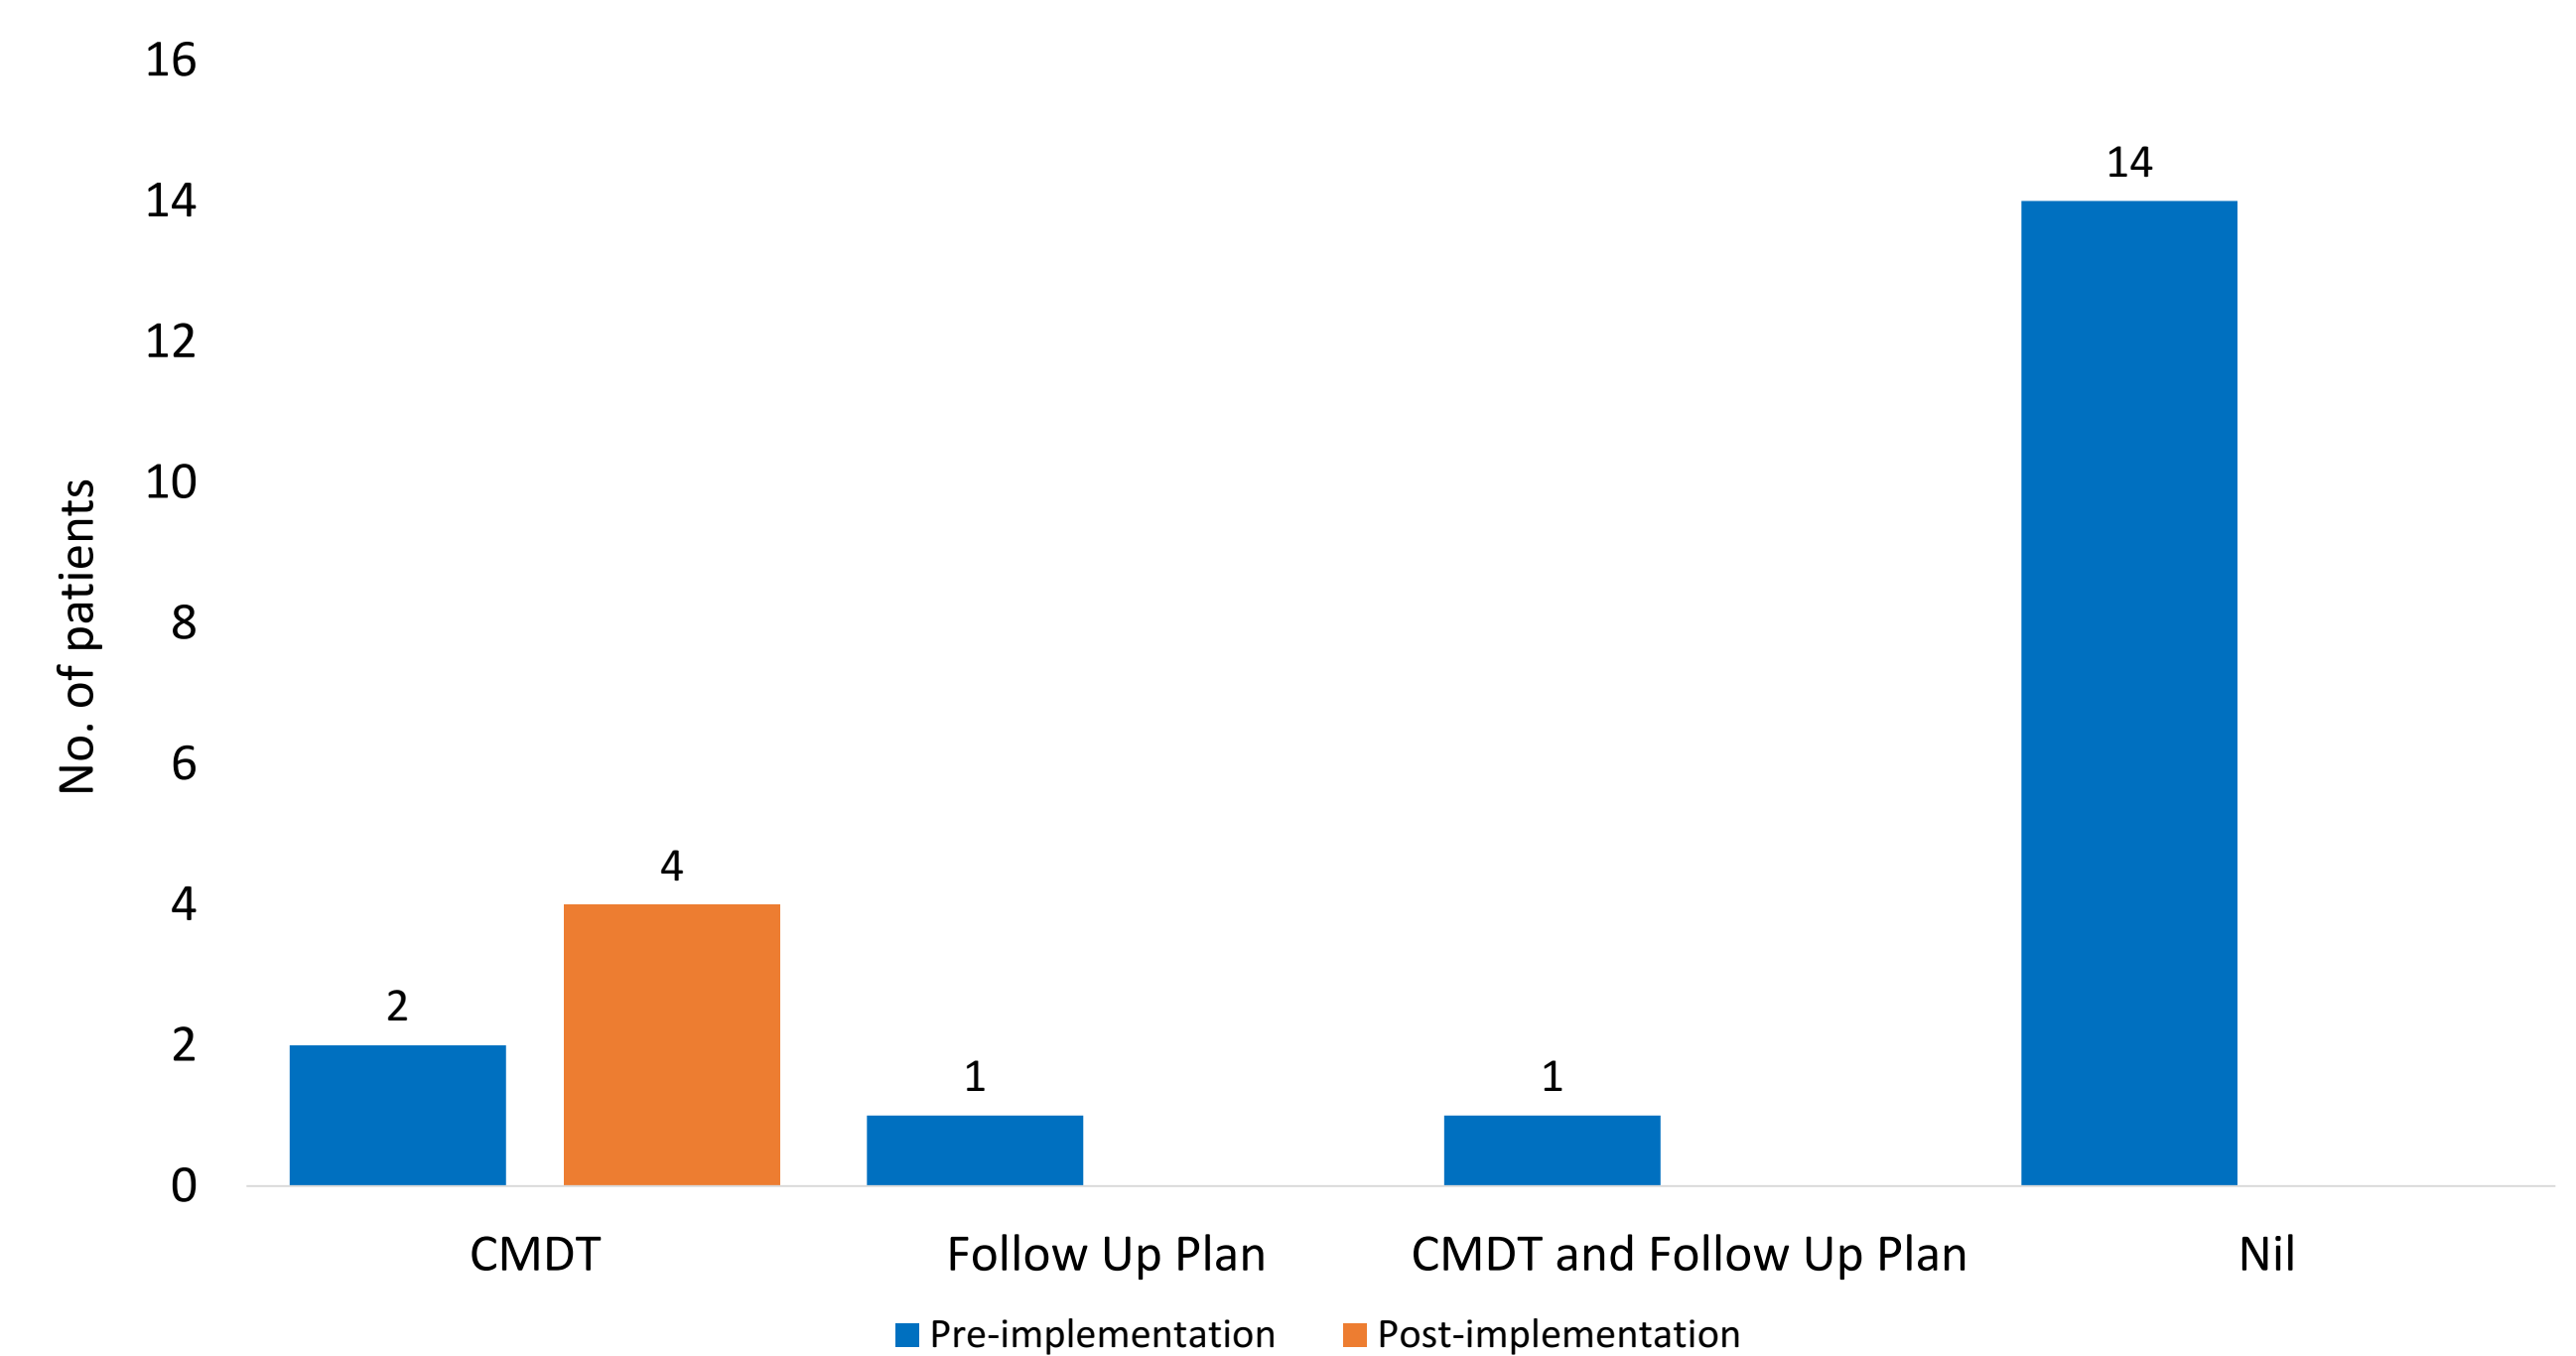 No. of patients
16
14
12
10
8
6
4
2
0
2
4
1
1
14
CMDT
Follow Up Plan
CMDT and Follow Up Plan
Nil
Pre-implementation
Post-implementation